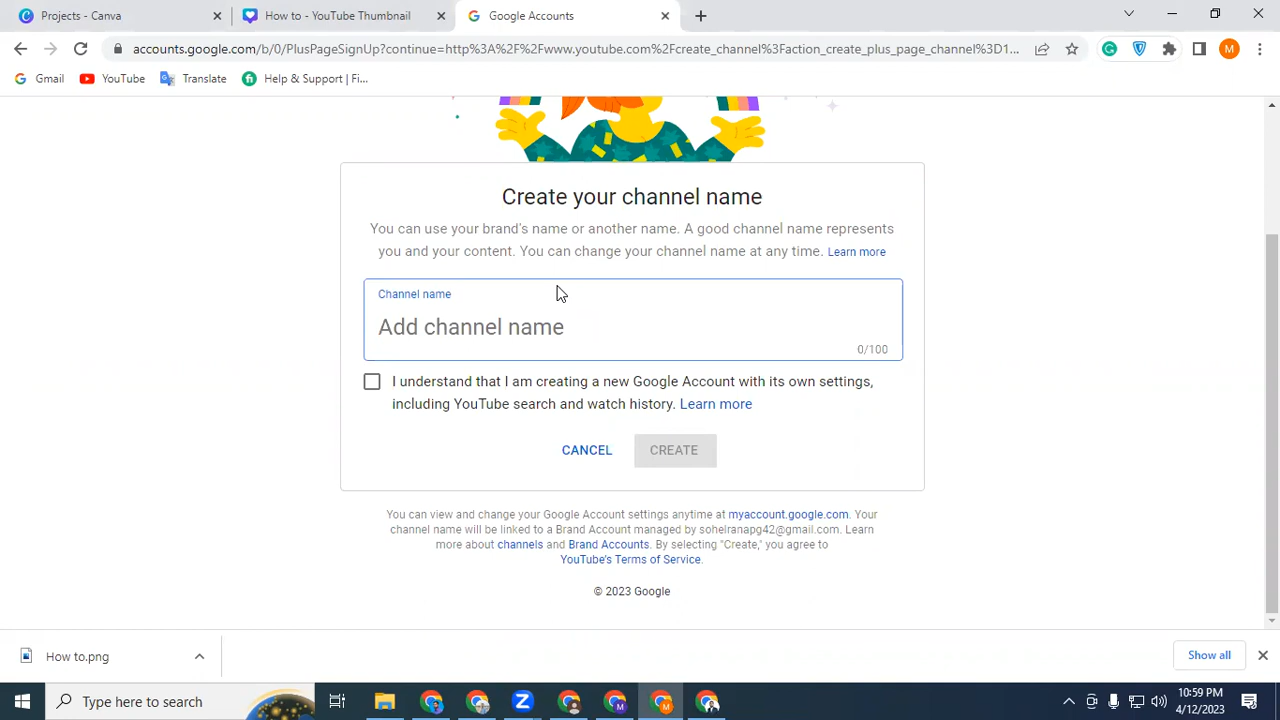 Projects - Canva
How to - YouTube Thumbnail
Google Accounts
accounts.google.com/b/0/PlusPageSignUp?continue=http%3A%2F%2Fwww.youtube.com%2Fcreate_channel%3Faction_create_plus_page_channel%3D1...
M
Gmail
YouTube
Translate
Help & Support | Fi...
Create your channel name
You can use your brand's name or another name. A good channel name represents
you and your content. You can change your channel name at any time. Learn more
Channel name
Add channel name
0/100
I understand that I am creating a new Google Account with its own settings,
including YouTube search and watch history. Learn more
CANCEL
CREATE
You can view and change your Google Account settings anytime at myaccount.google.com. Your
channel name will be linked to a Brand Account managed by sohelranapg42@gmail.com. Learn
more about channels and Brand Accounts. By selecting "Create," you agree to
YouTube's Terms of Service.
© 2023 Google
How to.png
Show all
Type here to search
10:59 PM
4/12/2023